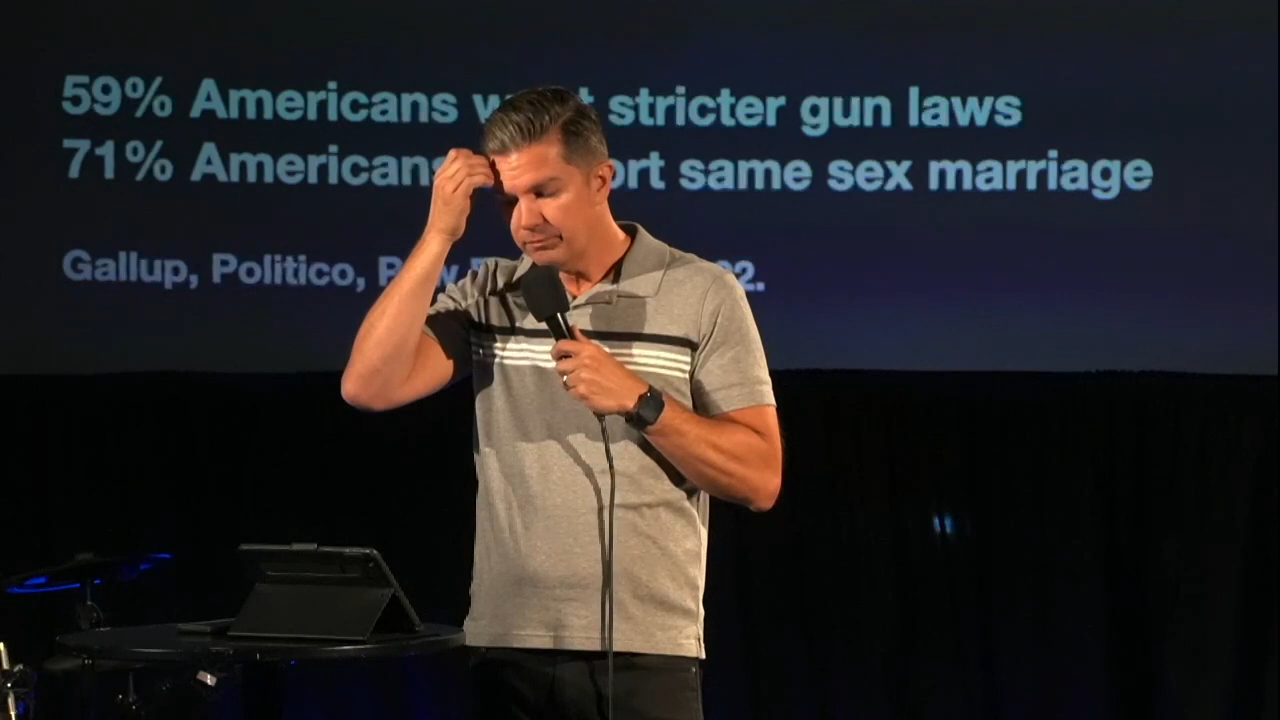 59% Americans stricter gun laws
71% Americans same sex marriage
Gallup, Politico,